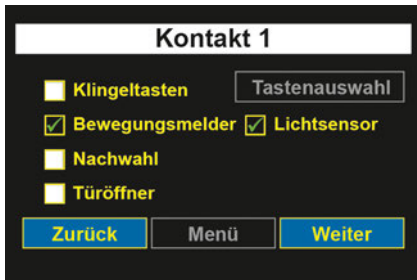 Kontakt 1
Klingeltasten Tastenauswahl
Bewegungsmelder Lichtsensor
Nachwahl
Türöffner
Zurück Menü Weiter